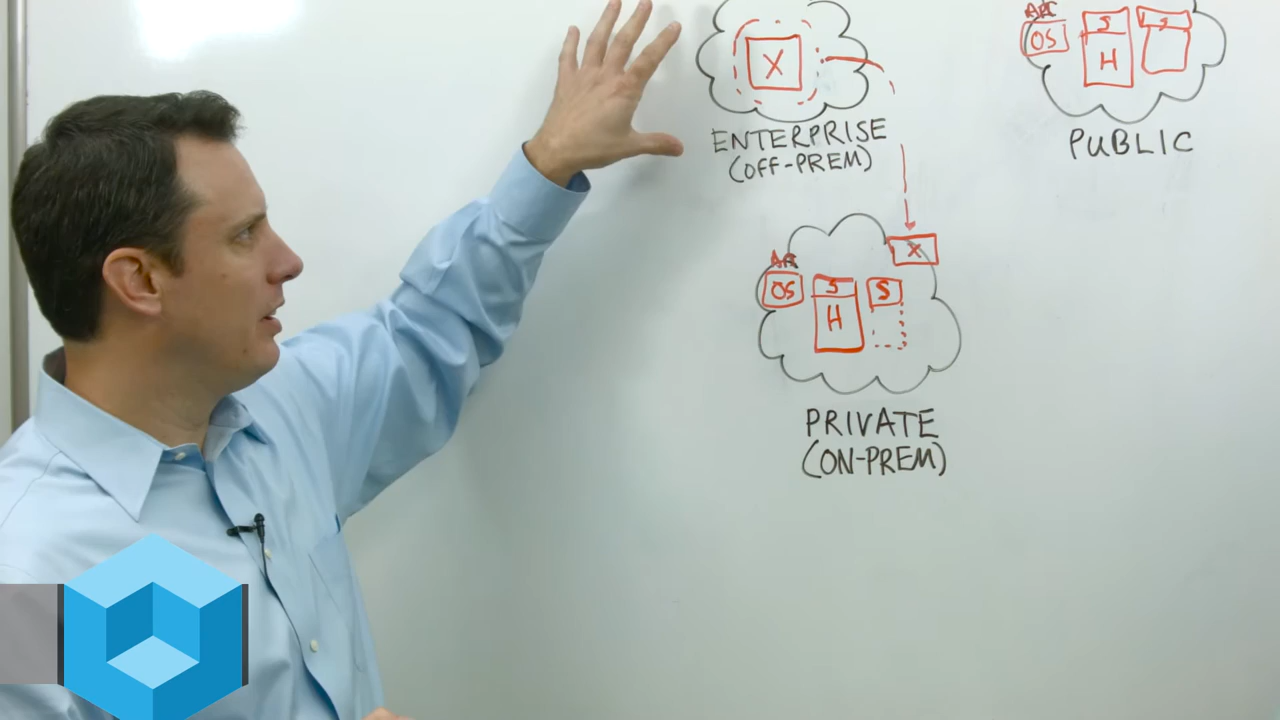 X
ENTERPRISE
(OFF-PREM)
OS
S
H
S
PUBLIC
X
OS
S
H
S
PRIVATE
(ON-PREM)